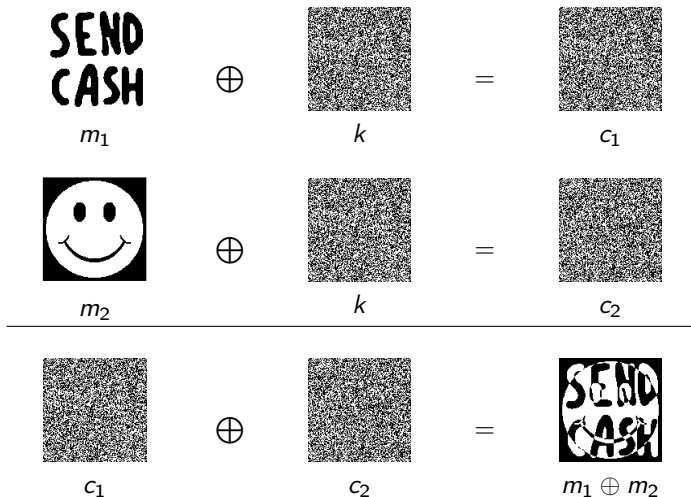 SEND
CASH
⊕
=
m₁
k
c₁
⊕
=
m₂
k
c₂
⊕
=
SEND
CASH
c₁
c₂
m₁ ⊕ m₂